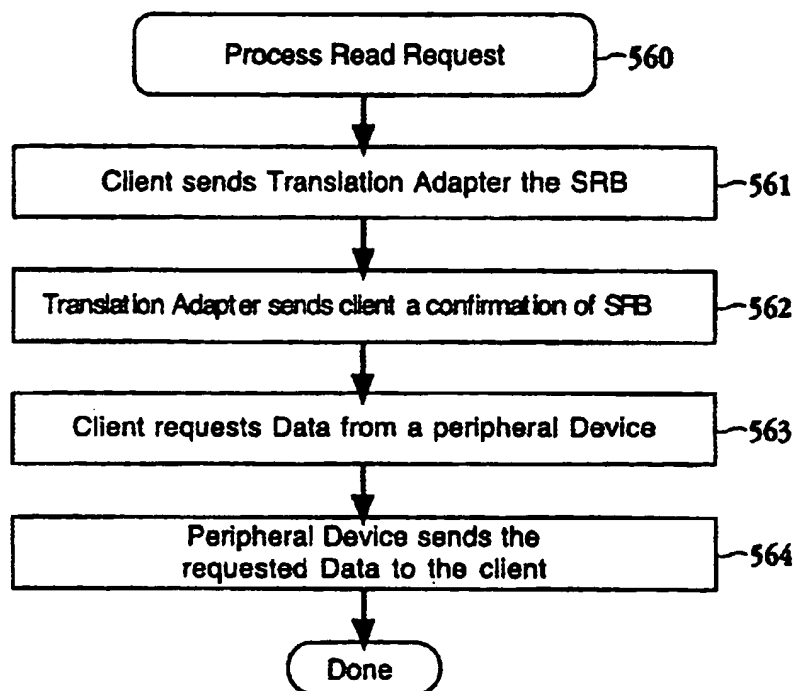 Process Read Request
560
Client sends Translation Adapter the SRB
561
Translation Adapter sends client a confirmation of SRB
562
Client requests Data from a peripheral Device
563
Peripheral Device sends the
requested Data to the client
564
Done